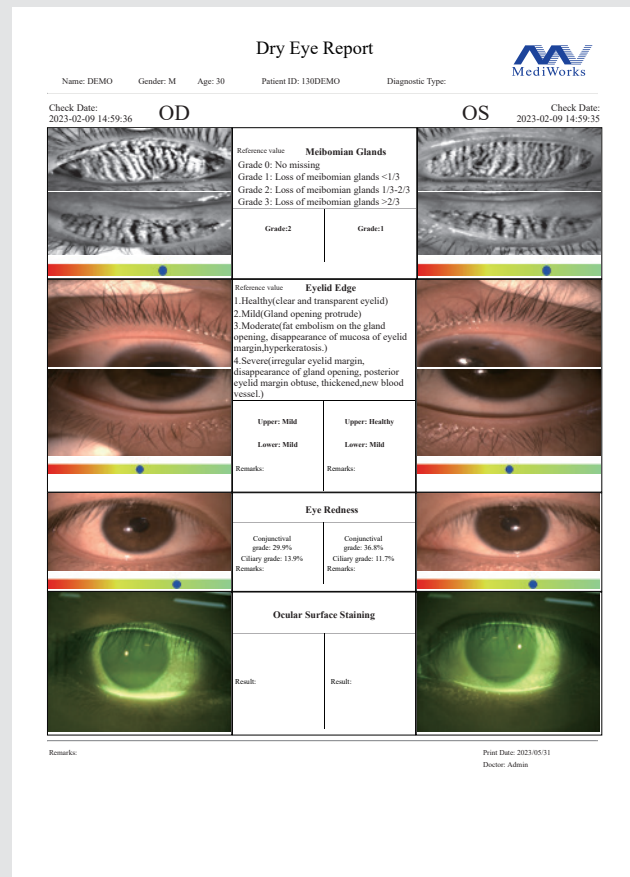 Dry Eye Report
MediWorks
Name: DEMO Gender: M Age: 30 Patient ID: 130DEMO Diagnostic Type:
Check Date:
2023-02-09 14:59:36
OD
OS
Check Date:
2023-02-09 14:59:35
Reference value Meibomian Glands
Grade 0: No missing
Grade 1: Loss of meibomian glands <1/3
Grade 2: Loss of meibomian glands 1/3-2/3
Grade 3: Loss of meibomian glands >2/3
Grade:2 Grade:1
Reference value Eyelid Edge
1.Healthy(clear and transparent eyelid)
2.Mild(Gland opening protrude)
3.Moderate(fat embolism on the gland
opening, disappearance of mucosa of eyelid
margin,hyperkeratosis.)
4.Severe(irregular eyelid margin,
disappearance of gland opening, posterior
eyelid margin obtuse, thickened,new blood
vessel.)
Upper: Mild Upper: Healthy
Lower: Mild Lower: Mild
Remarks: Remarks:
Eye Redness
Conjunctival
grade: 29.9%
Ciliary grade: 13.9%
Remarks:
Conjunctival
grade: 36.8%
Ciliary grade: 11.7%
Remarks:
Ocular Surface Staining
Result: Result:
Remarks:
Print Date: 2023/05/31
Doctor: Admin